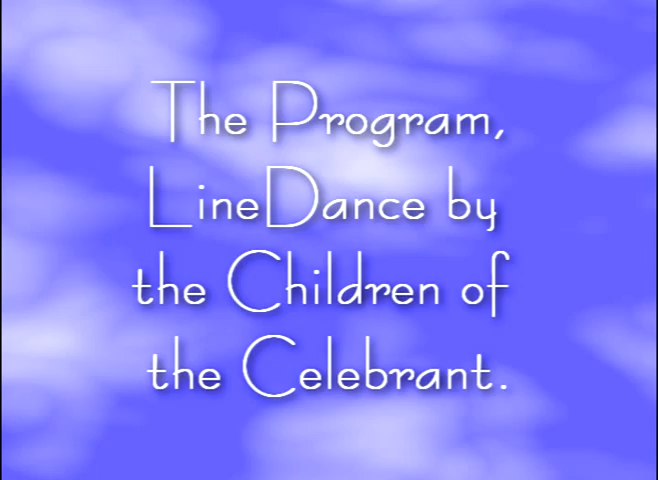 The Program,
LineDance by
the Children of
the Celebrant.